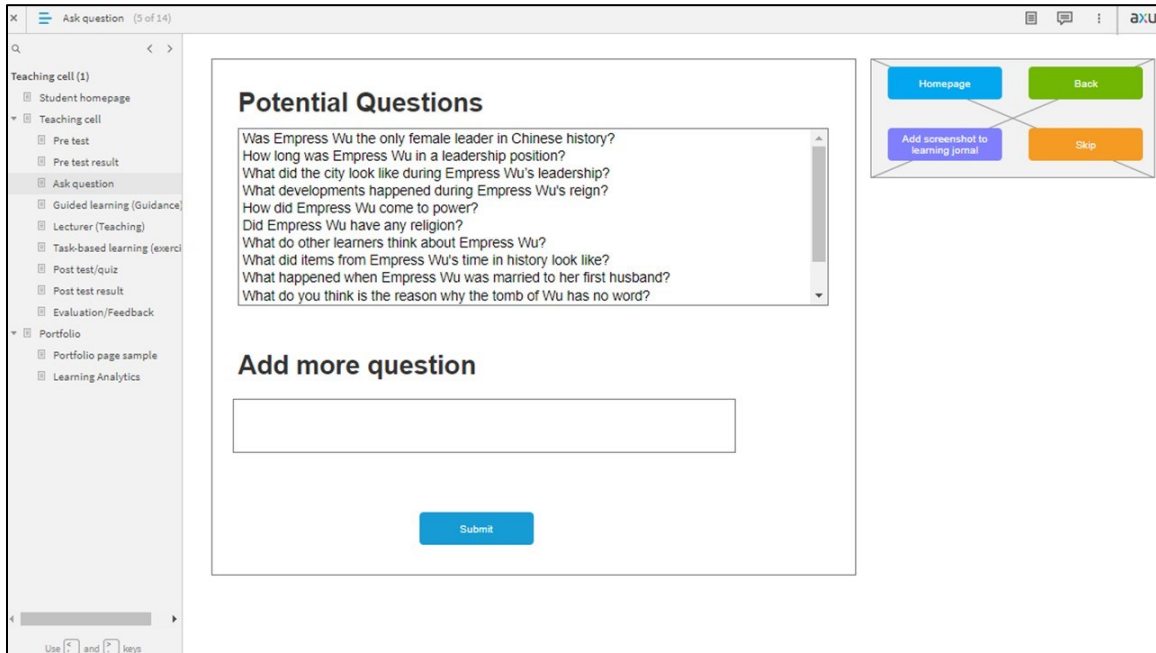 Ask question (5 of 14)
axu
Teaching cell (1)
Student homepage
Teaching cell
Pre test
Pre test result
Ask question
Guided learning (Guidance)
Lecturer (Teaching)
Task-based learning (exerci
Post test/quiz
Post test result
Evaluation/Feedback
Portfolio
Portfolio page sample
Learning Analytics
Use < and > keys
Potential Questions
Was Empress Wu the only female leader in Chinese history?
How long was Empress Wu in a leadership position?
What did the city look like during Empress Wu's leadership?
What developments happened during Empress Wu's reign?
How did Empress Wu come to power?
Did Empress Wu have any religion?
What do other learners think about Empress Wu?
What did items from Empress Wu's time in history look like?
What happened when Empress Wu was married to her first husband?
What do you think is the reason why the tomb of Wu has no word?
Add more question
Submit
Homepage
Back
Add screenshot to
learning jornal
Skip